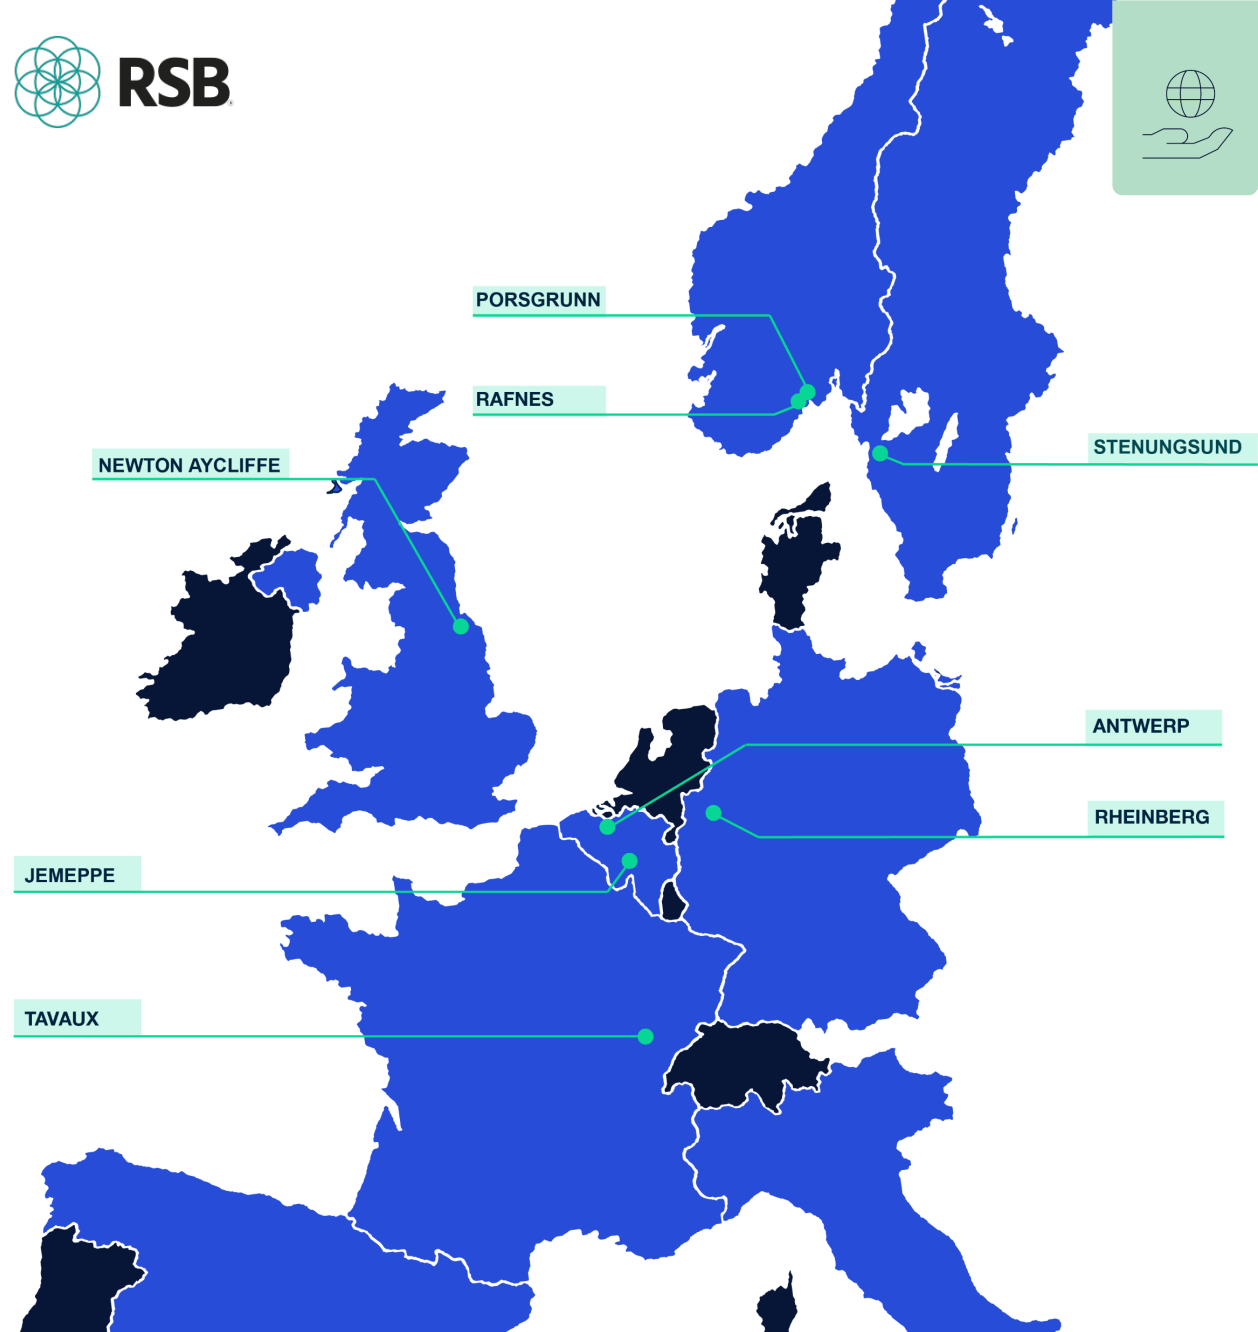 RSB
PORSGRUNN
RAFNES
NEWTON AYCLIFFE
STENUNGSUND
ANTWERP
RHEINBERG
JEMEPPE
TAVAUX